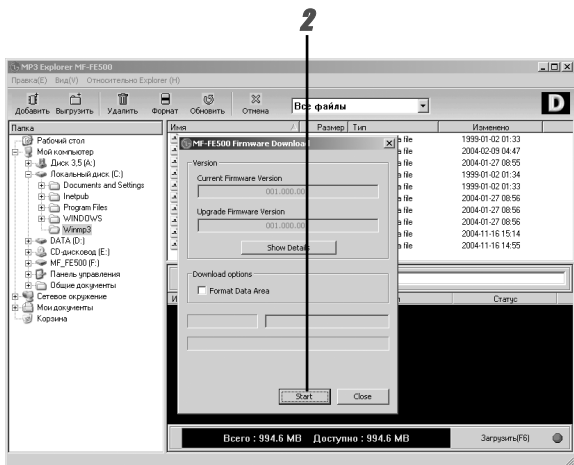 2
MP3 Explorer MF-FE500
Правка(E) Вид(V) Относительно Explorer (H)
Добавить Выгрузить Удалить Формат Обновить Отмена
Все файлы
D
Папка
Имя Размер Тип Изменено
Рабочий стол
Мой компьютер
Диск 3,5 (A:)
Локальный диск (C:)
Documents and Settings
Inetpub
Program Files
WINDOWS
Winmp3
DATA (D:)
CD-дисковод (E:)
MF_FE500 (F:)
Панель управления
Общие документы
Сетевое окружение
Мои документы
Корзина
a file 1999-01-02 01:33
a file 2004-02-09 04:47
a file 2004-01-27 08:55
a file 1999-01-02 01:34
a file 1999-01-02 01:33
a file 2004-01-27 08:56
a file 2004-01-27 08:56
a file 2004-01-27 08:56
a file 2004-11-16 15:14
a file 2004-11-16 14:55
MF-FE500 Firmware Download
Version
Current Firmware Version
001.000.00
Upgrade Firmware Version
001.000.
Show Details
Download options
Format Data Area
Start Close
Статус
Всего : 994.6 MB Доступно : 994.6 MB
Загрузить(F6)